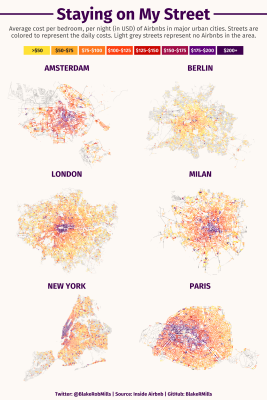 Staying on My Street
Average cost per bedroom, per night (in USD) of Airbnbs in major urban cities. Streets are
colored to represent the daily costs. Light grey streets represent no Airbnbs in the area.
>$50 $50-$75 $75-$100 $100-$125 $125-$150 $150-$175 $175-$200 $200+
AMSTERDAM BERLIN
LONDON MILAN
NEW YORK PARIS
Twitter: @BlakeRobMills | Source: Inside Airbnb | GitHub: BlakeRMills